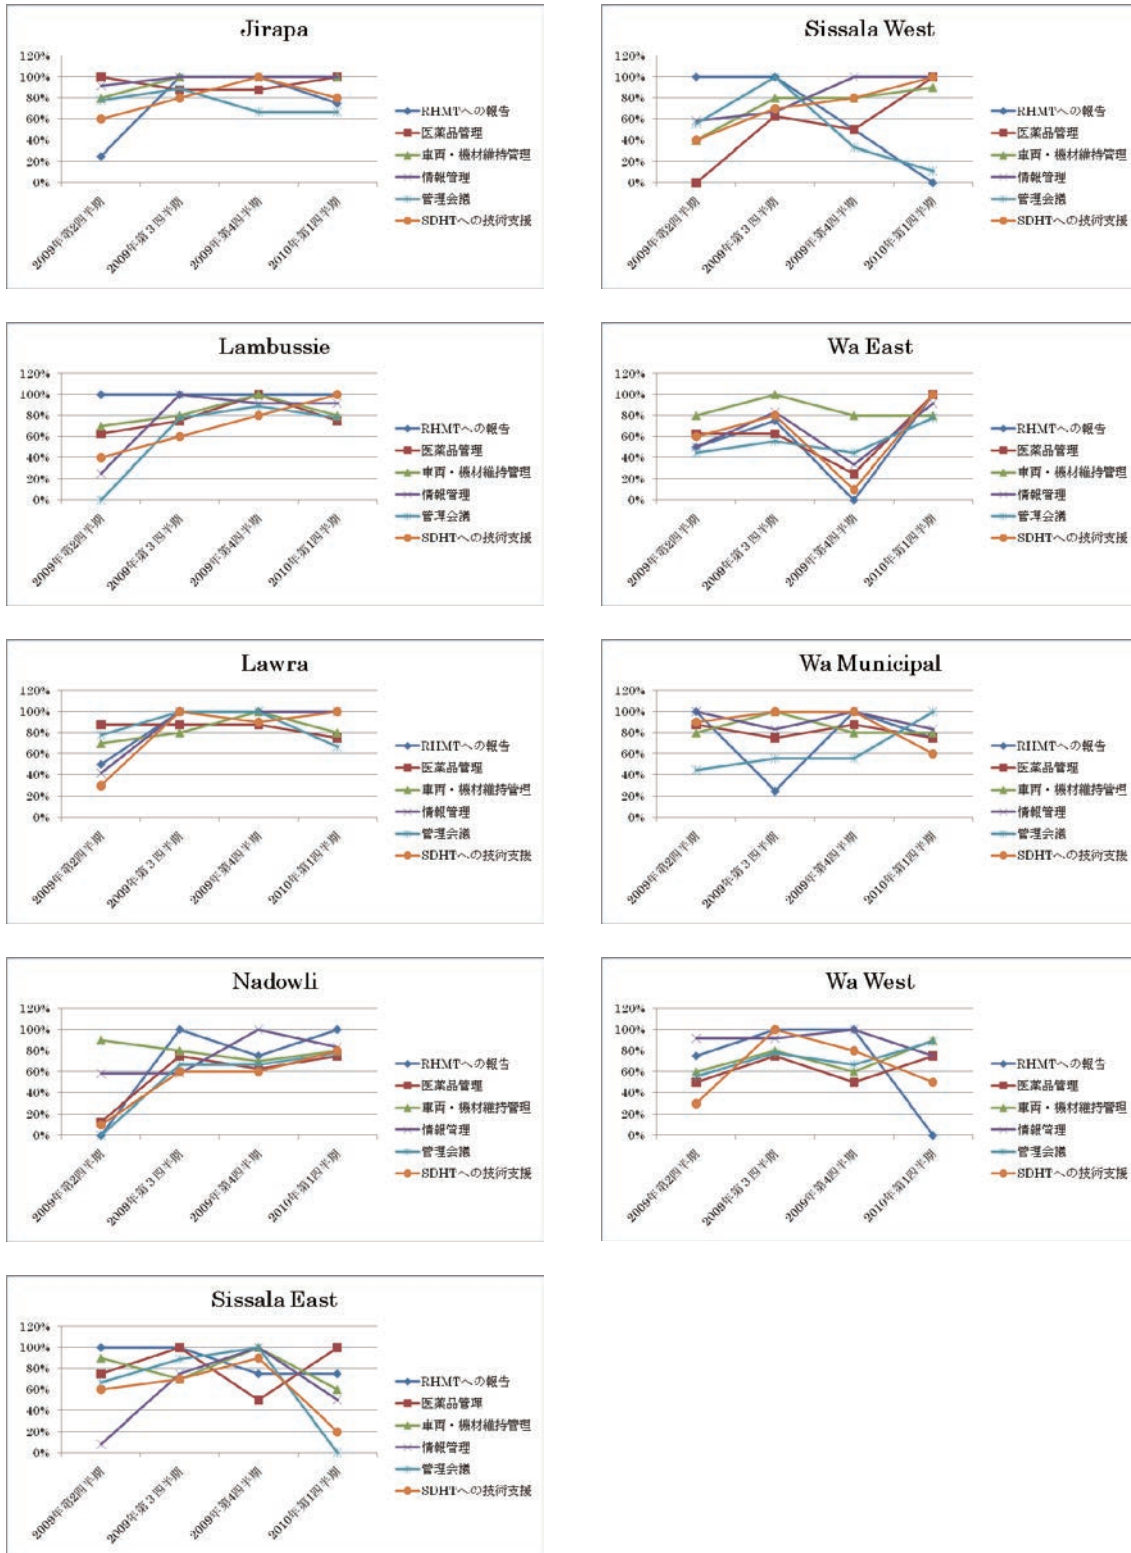 Jirapa
120%
100%
80%
60%
40%
20%
0%
2009年第2四半期
2009年第3四半期
2009年第4四半期
2010年第1四半期
RHMTへの報告
医薬品管理
車両・機材維持管理
情報管理
管理会議
SDHTへの技術支援
Sissala West
120%
100%
80%
60%
40%
20%
0%
2009年第2四半期
2009年第3四半期
2009年第4四半期
2010年第1四半期
RHMTへの報告
医薬品管理
車両・機材維持管理
情報管理
管理会議
SDHTへの技術支援
Lambussie
120%
100%
80%
60%
40%
20%
0%
2009年第2四半期
2009年第3四半期
2009年第4四半期
2010年第1四半期
RHMTへの報告
医薬品管理
車両・機材維持管理
情報管理
管理会議
SDHTへの技術支援
Wa East
120%
100%
80%
60%
40%
20%
0%
2009年第2四半期
2009年第3四半期
2009年第4四半期
2010年第1四半期
RHMTへの報告
医薬品管理
車両・機材維持管理
情報管理
管理会議
SDHTへの技術支援
Lawra
120%
100%
80%
60%
40%
20%
0%
2009年第2四半期
2009年第3四半期
2009年第4四半期
2010年第1四半期
RHMTへの報告
医薬品管理
車両・機材維持管理
情報管理
管理会議
SDHTへの技術支援
Wa Municipal
120%
100%
80%
60%
40%
20%
0%
2009年第2四半期
2009年第3四半期
2009年第4四半期
2010年第1四半期
RHMTへの報告
医薬品管理
車両・機材維持管理
情報管理
管理会議
SDHTへの技術支援
Nadowli
120%
100%
80%
60%
40%
20%
0%
2009年第2四半期
2009年第3四半期
2009年第4四半期
2010年第1四半期
RHMTへの報告
医薬品管理
車両・機材維持管理
情報管理
管理会議
SDHTへの技術支援
Wa West
120%
100%
80%
60%
40%
20%
0%
2009年第2四半期
2009年第3四半期
2009年第4四半期
2010年第1四半期
RHMTへの報告
医薬品管理
車両・機材維持管理
情報管理
管理会議
SDHTへの技術支援
Sissala East
120%
100%
80%
60%
40%
20%
0%
2009年第2四半期
2009年第3四半期
2009年第4四半期
2010年第1四半期
RHMTへの報告
医薬品管理
車両・機材維持管理
情報管理
管理会議
SDHTへの技術支援